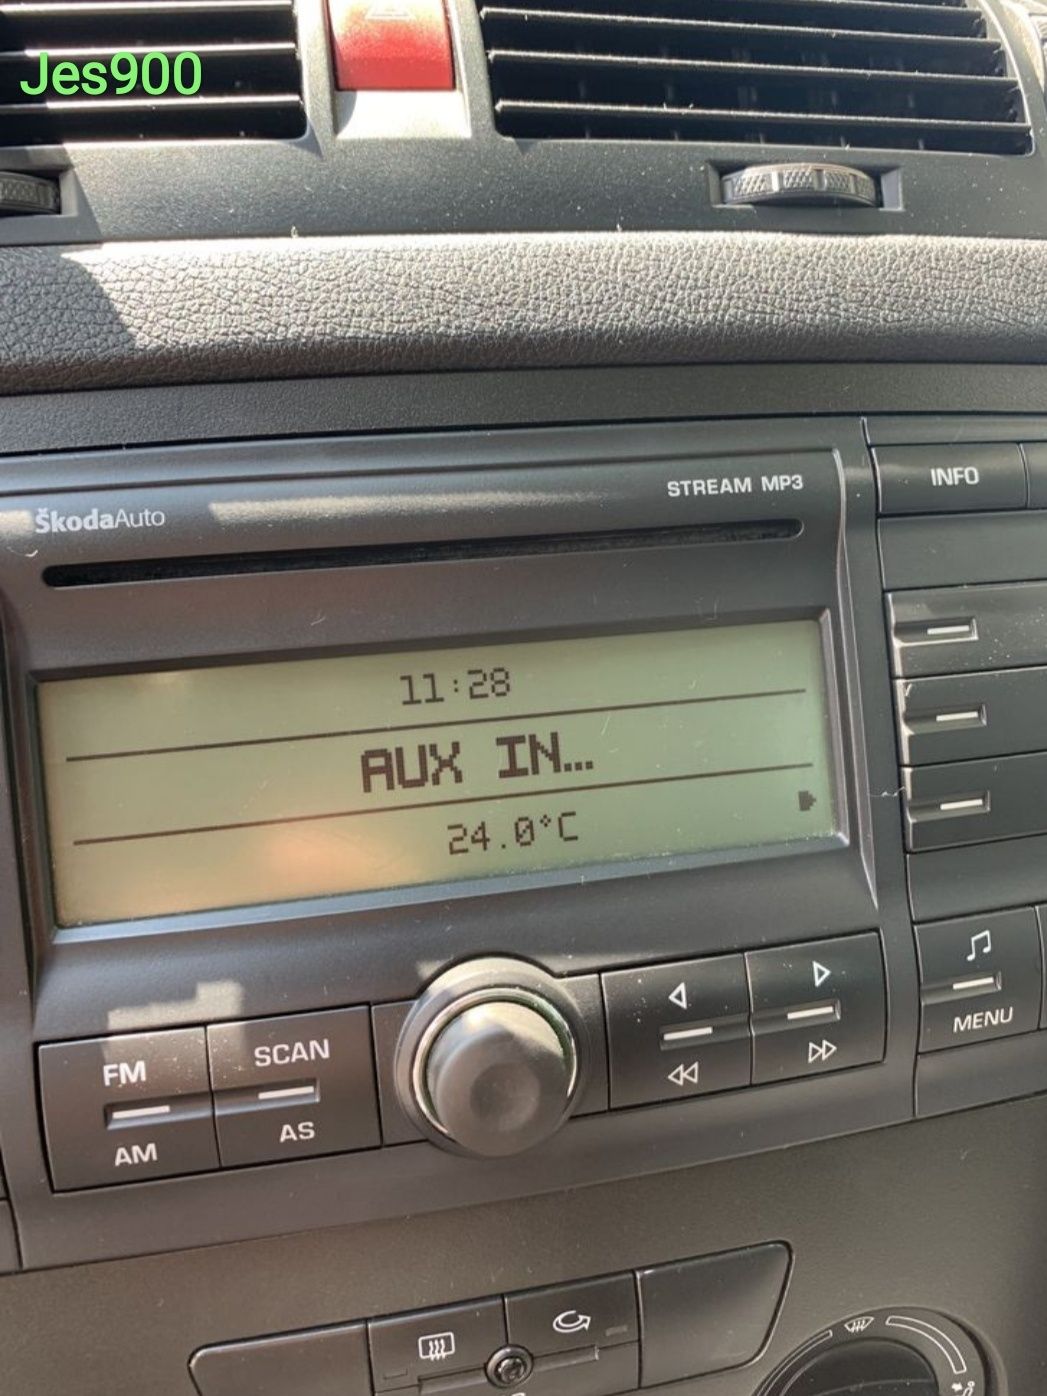 Jes900
STREAM MP3
INFO
ŠkodaAuto
11:28
AUX IN...
24.0°C
FM
SCAN
MENU
AM
AS